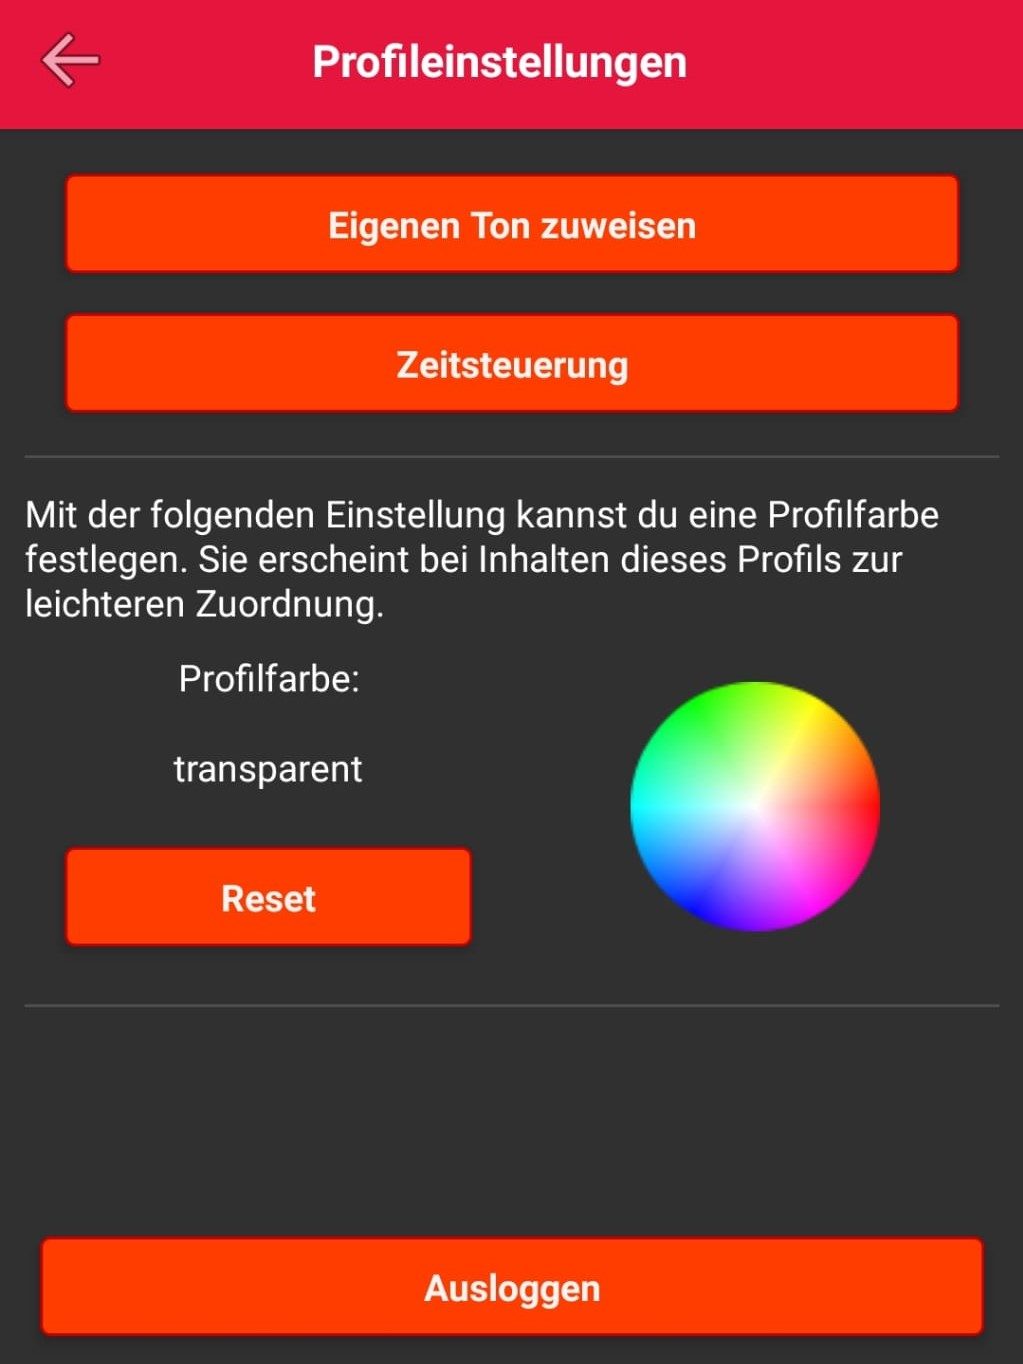 Profileinstellungen
Eigenen Ton zuweisen
Zeitsteuerung
Mit der folgenden Einstellung kannst du eine Profilfarbe
festlegen. Sie erscheint bei Inhalten dieses Profils zur
leichteren Zuordnung.
Profilfarbe:
transparent
Reset
Ausloggen